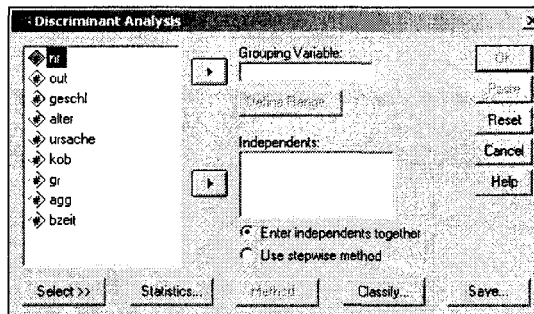 Discriminant Analysis
nr
out
geschl
alter
ursache
kob
gr
agg
bzeit
Grouping Variable:
Define Range
Independents:
Enter independents together
Use stepwise method
OK
Paste
Reset
Cancel
Help
Select >>
Statistics...
Method
Classify...
Save...